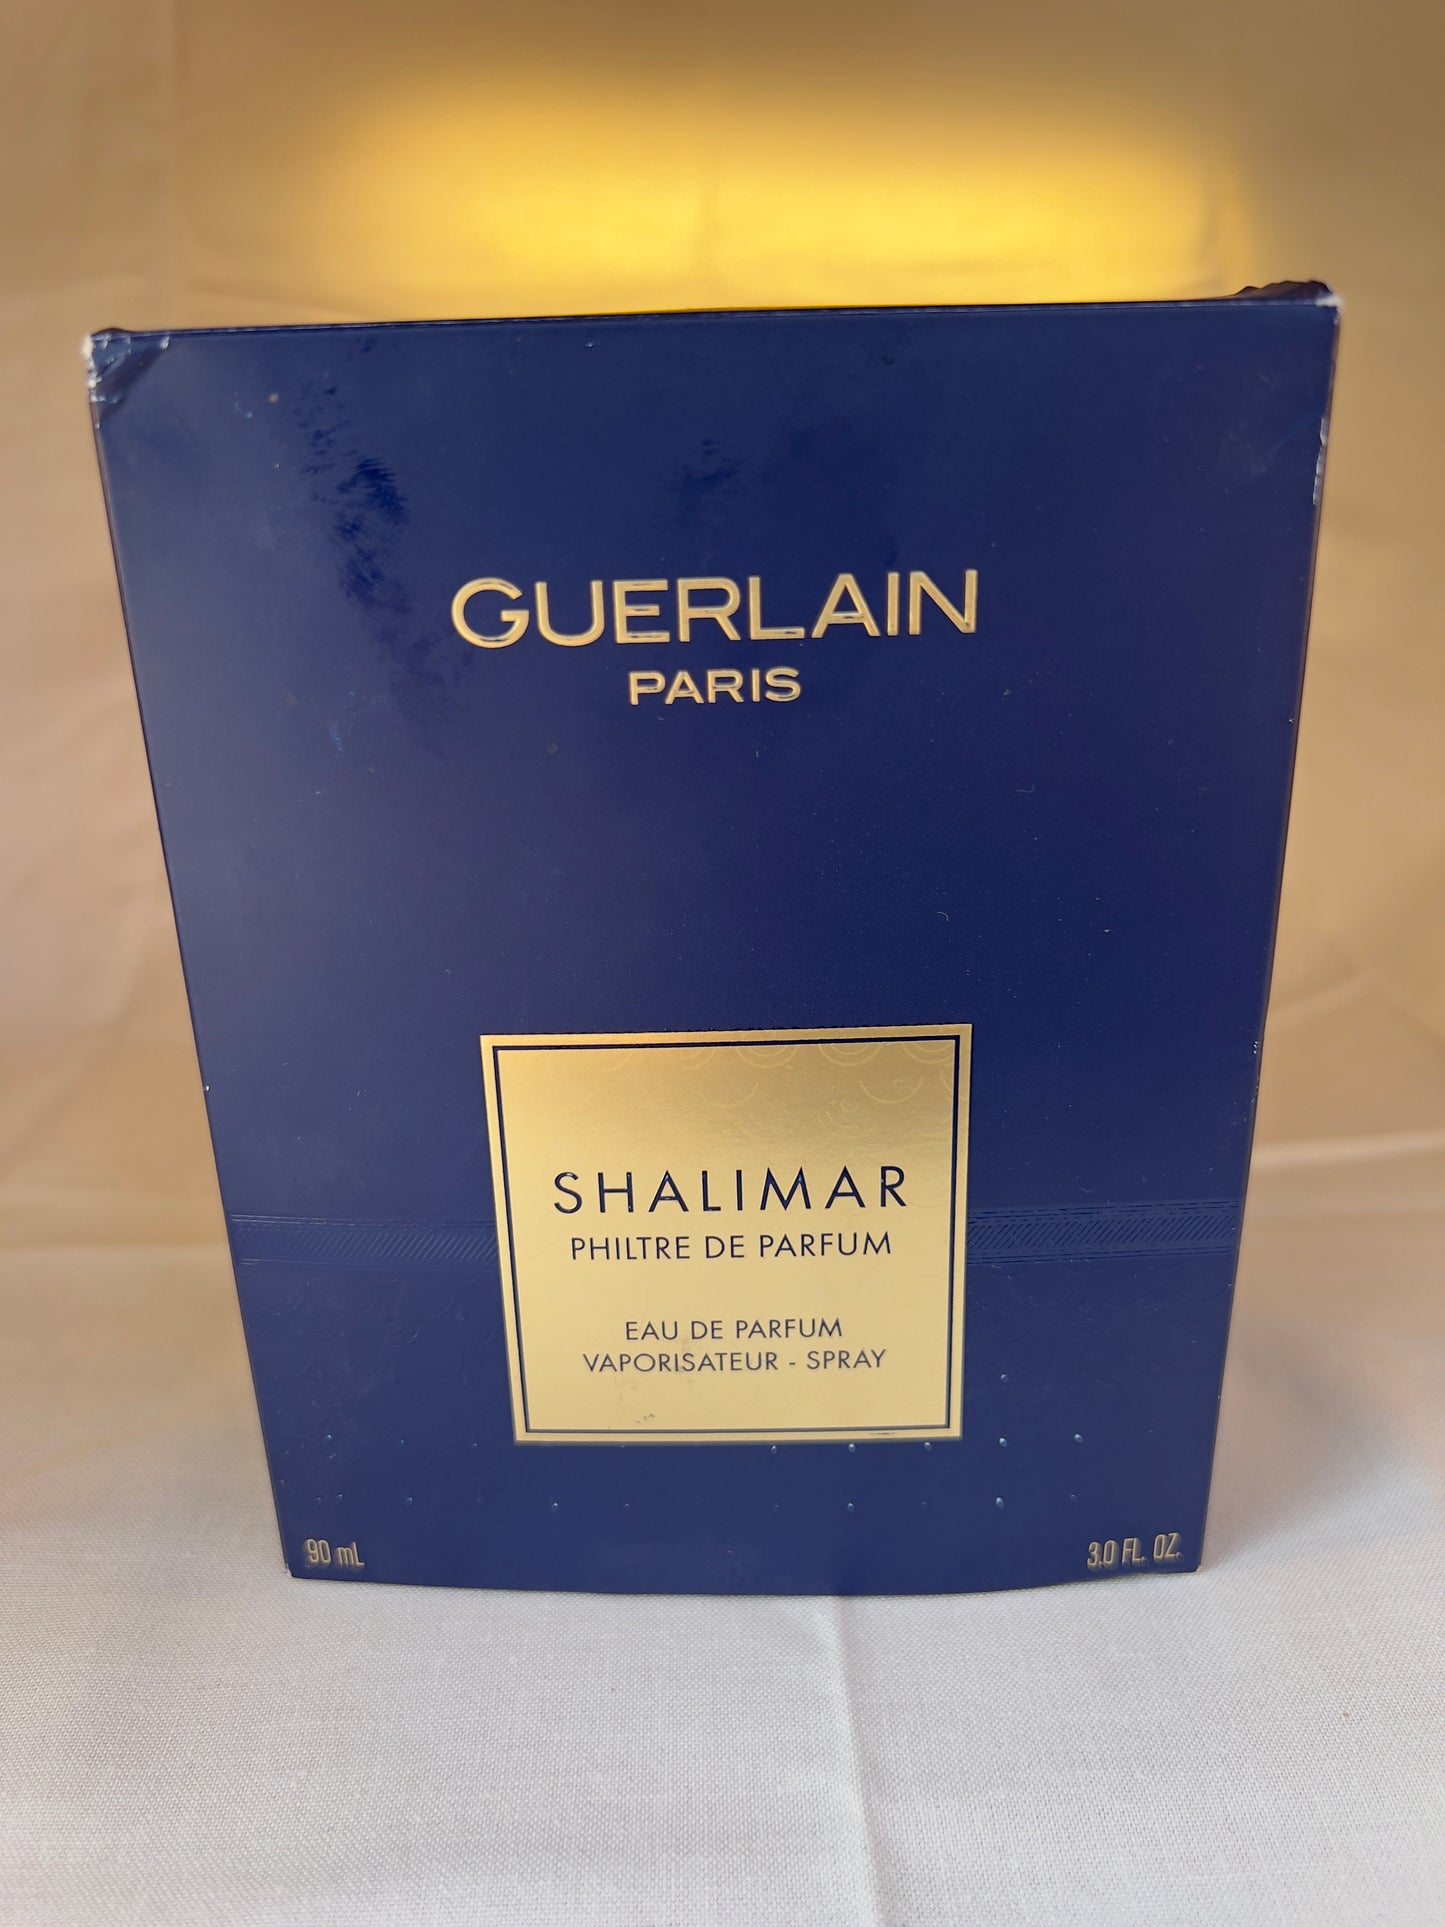 GUERLAIN
PARIS
SHALIMAR
PHILTRE DE PARFUM
EAU DE PARFUM
VAPORISATEUR - SPRAY
90 mL
3.0 FL. OZ.